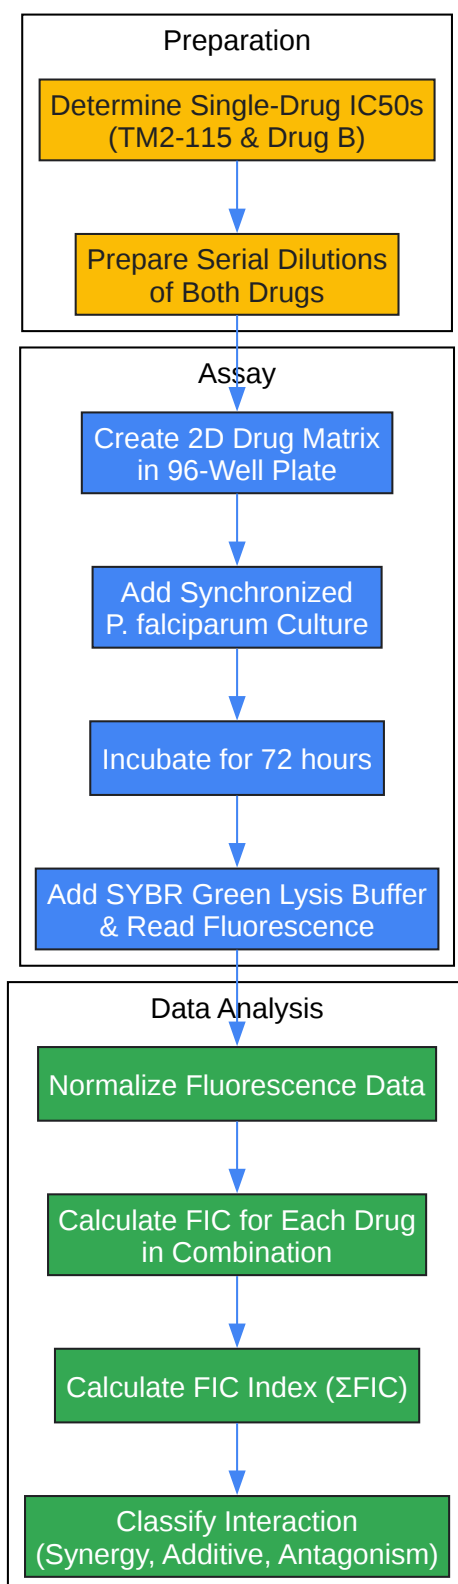 Preparation
Determine Single-Drug IC50s
(TM2-115 & Drug B)
Prepare Serial Dilutions
of Both Drugs
Assay
Create 2D Drug Matrix
in 96-Well Plate
Add Synchronized
P. falciparum Culture
Incubate for 72 hours
Add SYBR Green Lysis Buffer
& Read Fluorescence
Data Analysis
Normalize Fluorescence Data
Calculate FIC for Each Drug
in Combination
Calculate FIC Index (ΣFIC)
Classify Interaction
(Synergy, Additive, Antagonism)